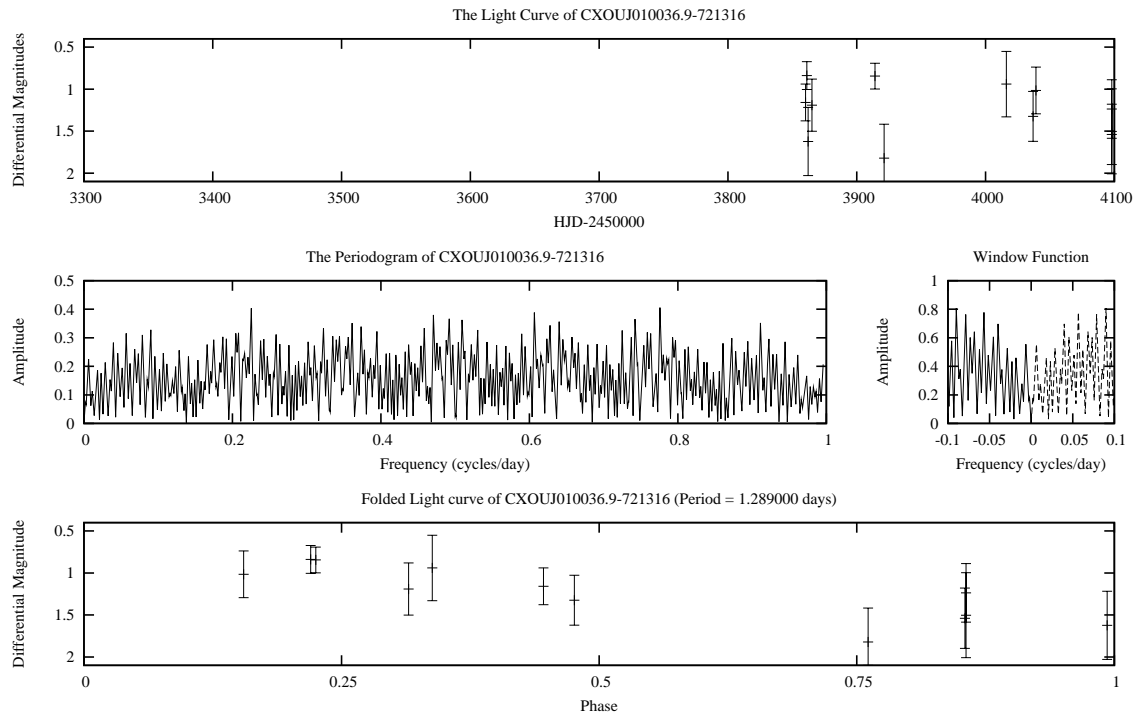 The Light Curve of CXOUJ010036.9-721316
Differential Magnitudes
0.5
1
1.5
2
3300 3400 3500 3600 3700 3800 3900 4000 4100
HJD-2450000
The Periodogram of CXOUJ010036.9-721316
Amplitude
0.5
0.4
0.3
0.2
0.1
0
0 0.2 0.4 0.6 0.8 1
Frequency (cycles/day)
Window Function
Amplitude
1
0.8
0.6
0.4
0.2
0
-0.1 -0.05 0 0.05 0.1
Frequency (cycles/day)
Folded Light curve of CXOUJ010036.9-721316 (Period = 1.289000 days)
Differential Magnitude
0.5
1
1.5
2
0 0.25 0.5 0.75 1
Phase